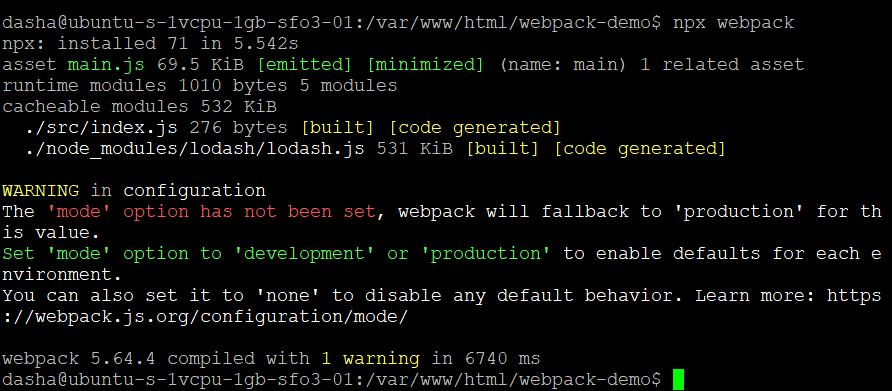 dasha@ubuntu-s-1vcpu-1gb-sfo3-01:/var/www/html/webpack-demo$ npx webpack
npx: installed 71 in 5.542s
asset main.js 69.5 KiB [emitted] [minimized] (name: main) 1 related asset
runtime modules 1010 bytes 5 modules
cacheable modules 532 KiB
  ./src/index.js 276 bytes [built] [code generated]
  ./node_modules/lodash/lodash.js 531 KiB [built] [code generated]

WARNING in configuration
The 'mode' option has not been set, webpack will fallback to 'production' for th
is value.
Set 'mode' option to 'development' or 'production' to enable defaults for each e
nvironment.
You can also set it to 'none' to disable any default behavior. Learn more: https
://webpack.js.org/configuration/mode/

webpack 5.64.4 compiled with 1 warning in 6740 ms
dasha@ubuntu-s-1vcpu-1gb-sfo3-01:/var/www/html/webpack-demo$